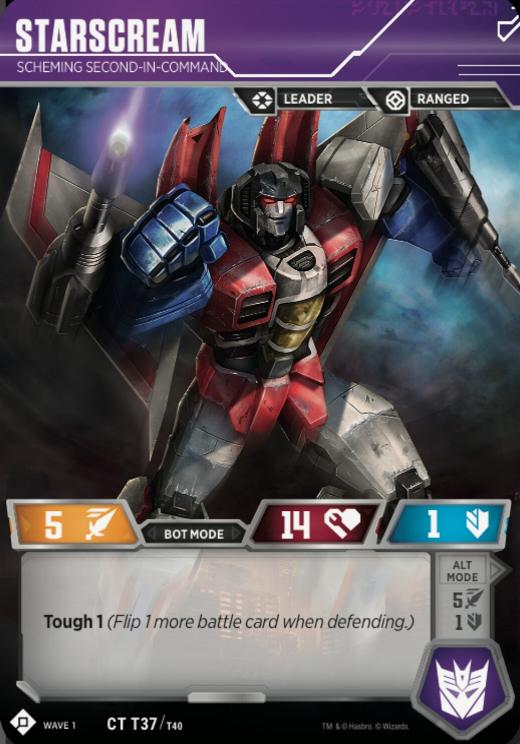 STARSCREAM
SCHEMING SECOND-IN-COMMAND
LEADER
RANGED
5
BOT MODE
14
1
ALT
MODE
5
1
Tough 1 (Flip 1 more battle card when defending.)
WAVE 1
CT T37/T40
TM & © Hasbro. © Wizards.